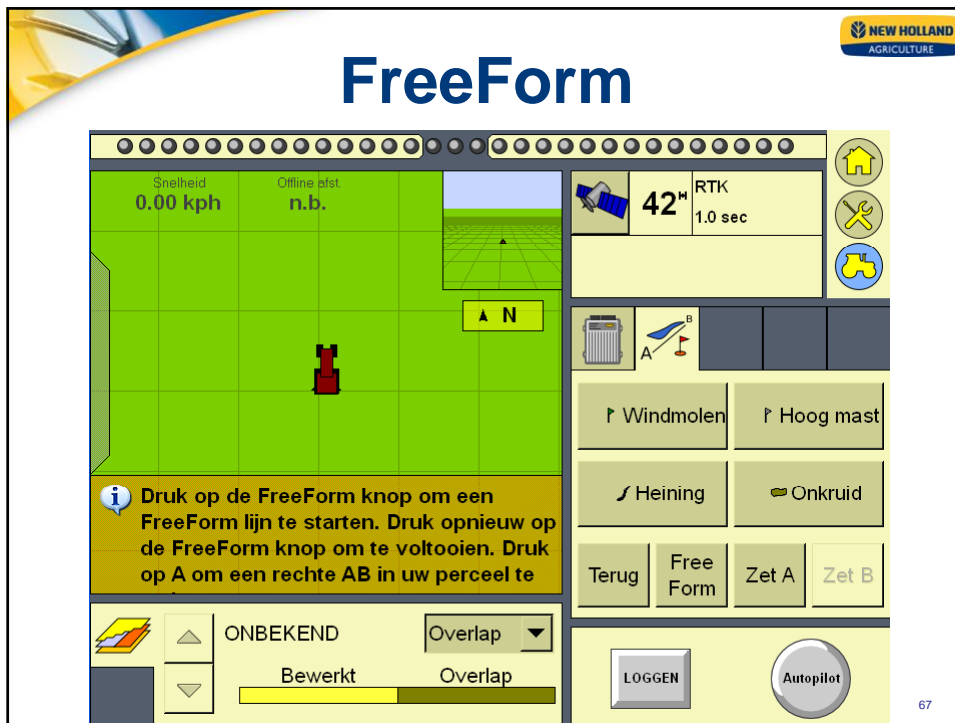 NEW HOLLAND
AGRICULTURE
FreeForm
Snelheid
0.00 kph
Offline afst.
n.b.
N
42
RTK
1.0 sec
A
B
Windmolen
Hoog mast
Heining
Onkruid
Druk op de FreeForm knop om een
FreeForm lijn te starten. Druk opnieuw op
de FreeForm knop om te voltooien. Druk
op A om een rechte AB in uw perceel te
Terug
Free
Form
Zet A
Zet B
ONBEKEND
Overlap
Bewerkt
Overlap
LOGGEN
Autopilot
67